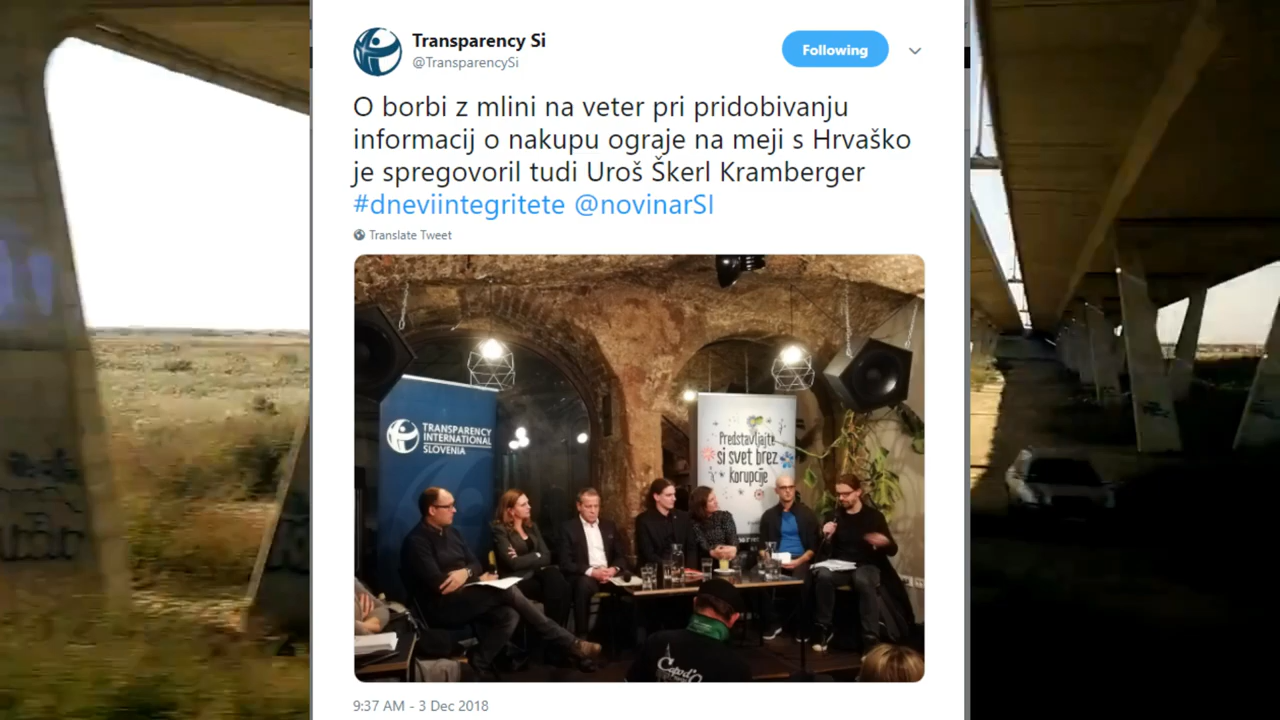 Transparency Si
@TransparencySi
Following
O borbi z mlini na veter pri pridobivanju
informacij o nakupu ograje na meji s Hrvaško
je spregovoril tudi Uroš Škerl Kramberger
#dneviintegritete @novinarSI
Translate Tweet
TRANSPARENCY
INTERNATIONAL
SLOVENIA
Predstavljajte
si svet brez
korupcije
9:37 AM - 3 Dec 2018